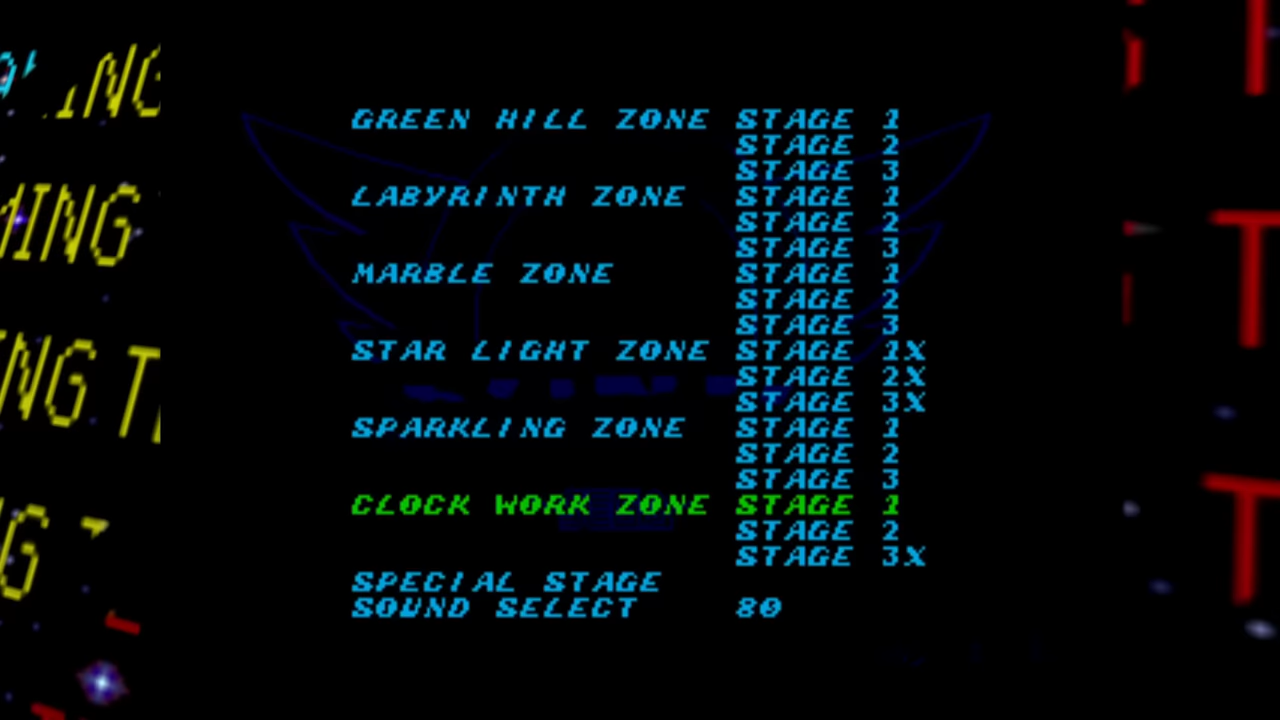 GREEN HILL ZONE STAGE 1
STAGE 2
STAGE 3
LABYRINTH ZONE STAGE 1
STAGE 2
STAGE 3
MARBLE ZONE STAGE 1
STAGE 2
STAGE 3
STAR LIGHT ZONE STAGE 1X
STAGE 2X
STAGE 3X
SPARKLING ZONE STAGE 1
STAGE 2
STAGE 3
CLOCK WORK ZONE STAGE 1
STAGE 2
STAGE 3X
SPECIAL STAGE
SOUND SELECT 80